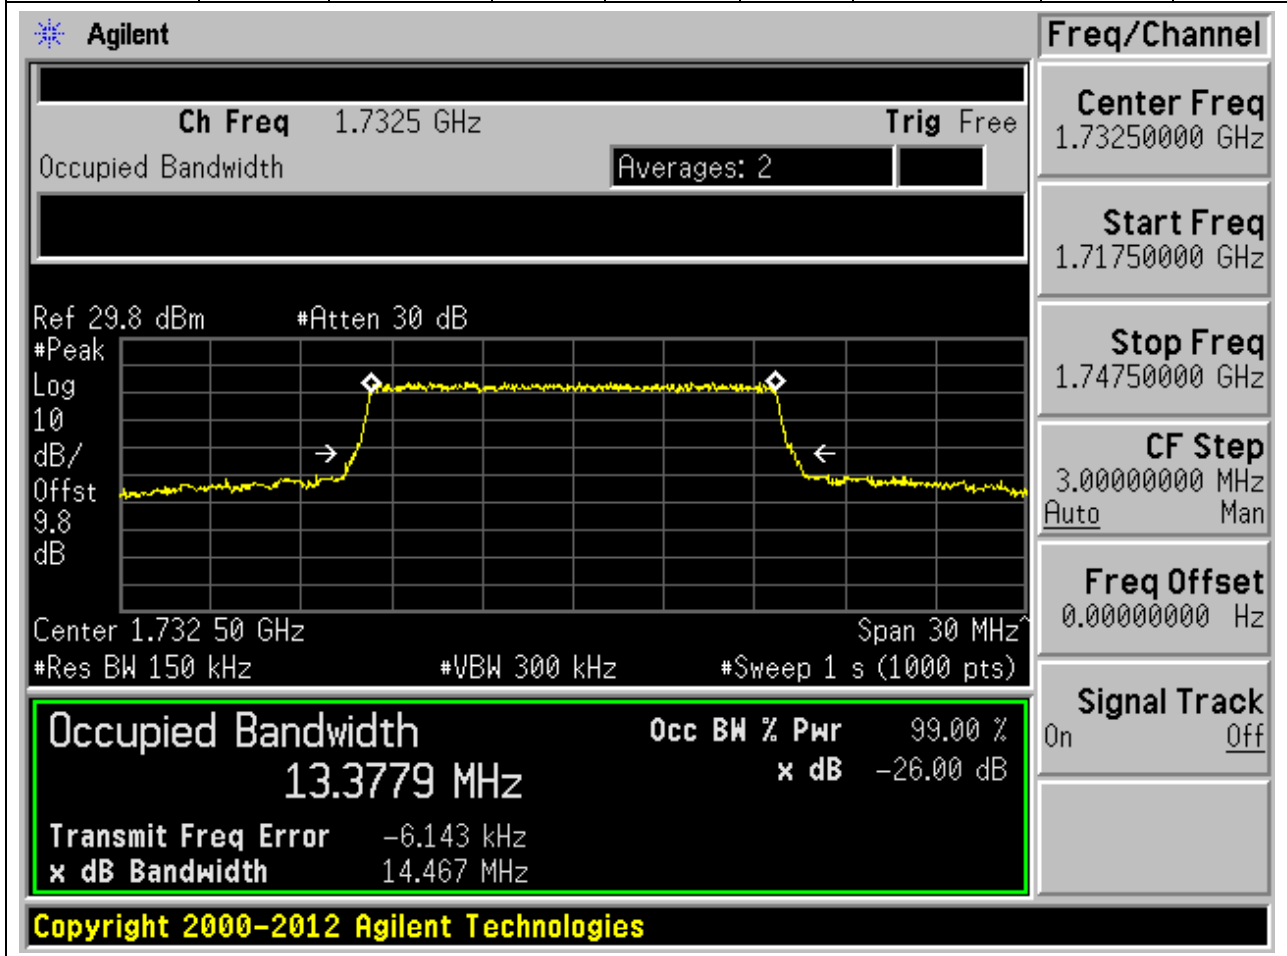 Agilent
Freq/Channel
Ch Freq 1.7325 GHz Trig Free
Occupied Bandwidth Averages: 2
Center Freq
1.73250000 GHz
Start Freq
1.71750000 GHz
Stop Freq
1.74750000 GHz
CF Step
3.00000000 MHz
Auto Man
Freq Offset
0.00000000 Hz
Signal Track
On Off
Ref 29.8 dBm #Atten 30 dB
#Peak
Log
10
dB/
Offst
9.8
dB
Center 1.732 50 GHz Span 30 MHz^
#Res BW 150 kHz #VBW 300 kHz #Sweep 1 s (1000 pts)
Occupied Bandwidth Occ BW % Pwr 99.00 %
13.3779 MHz x dB -26.00 dB
Transmit Freq Error -6.143 kHz
x dB Bandwidth 14.467 MHz
Copyright 2000-2012 Agilent Technologies